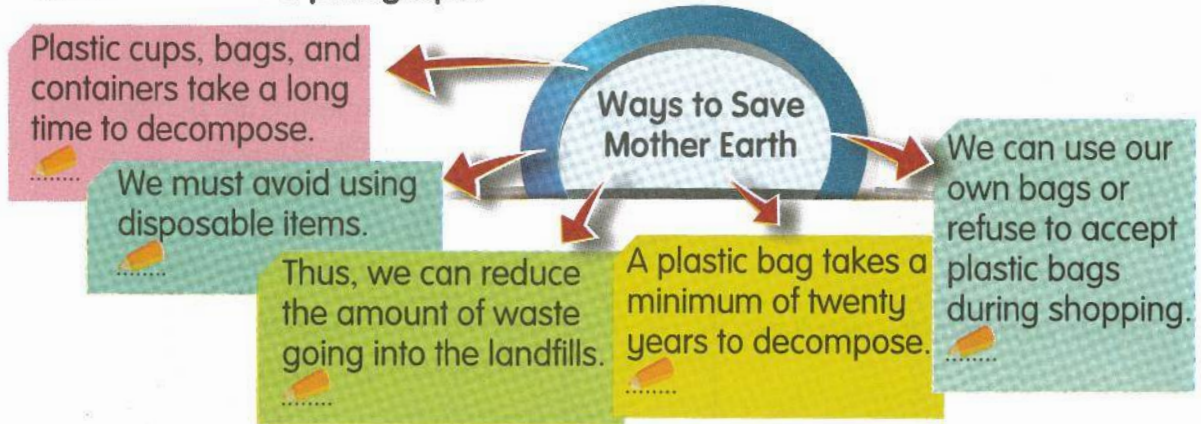 Ways to Save
Mother Earth
Plastic cups, bags, and
containers take a long
time to decompose.
........
We must avoid using
disposable items.
........
Thus, we can reduce
the amount of waste
going into the landfills.
........
A plastic bag takes a
minimum of twenty
years to decompose.
........
We can use our
own bags or
refuse to accept
plastic bags
during shopping.
........